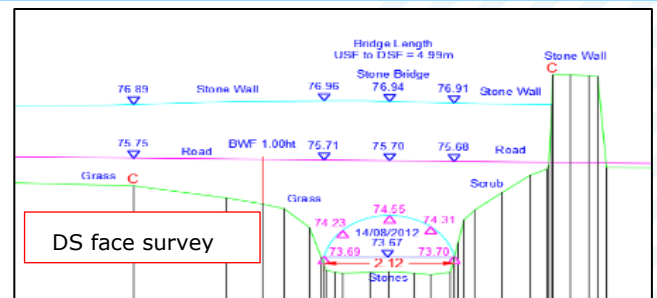 Bridge Length
USF to DSF = 4.99m
Stone Wall
C
Stone Bridge
76.89 Stone Wall 76.96 76.94 76.91 Stone Wall
75.75 Road BWF 1.00ht 75.71 75.70 75.68 Road
Grass C
Scrub
Grass
74.55
74.23 74.31
14/08/2012
DS face survey
73.67
73.69 73.70
2.12
Stones